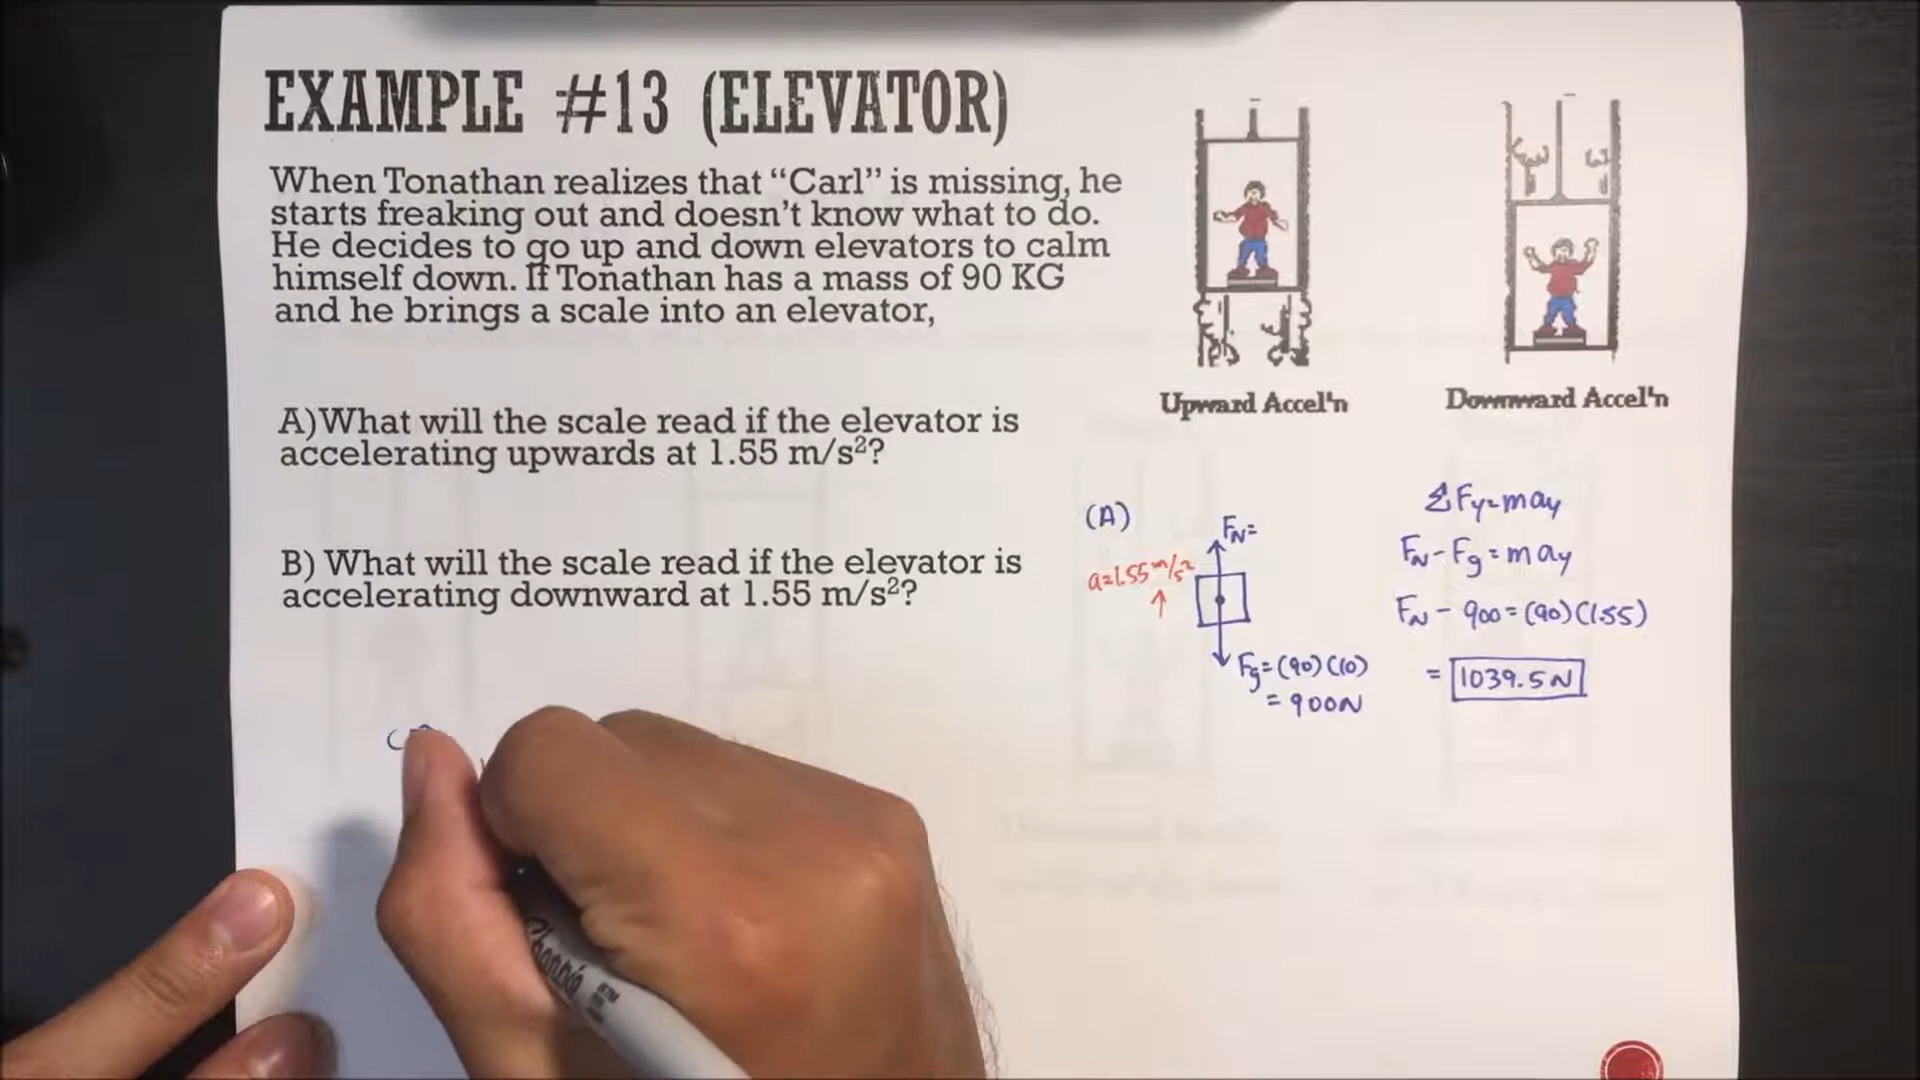 EXAMPLE #13 (ELEVATOR)
When Tonathan realizes that “Carl” is missing, he
starts freaking out and doesn’t know what to do.
He decides to go up and down elevators to calm
himself down. If Tonathan has a mass of 90 KG
and he brings a scale into an elevator,
A)What will the scale read if the elevator is
accelerating upwards at 1.55 m/s²?
B) What will the scale read if the elevator is
accelerating downward at 1.55 m/s²?
Upward Accel'n
Downward Accel'n
(A)
FN=
a=1.55 m/s²
Fg=(90)(10)
= 900N
ΣFy=may
FN-Fg=may
FN - 900=(90)(1.55)
= 1039.5N
Sharpie